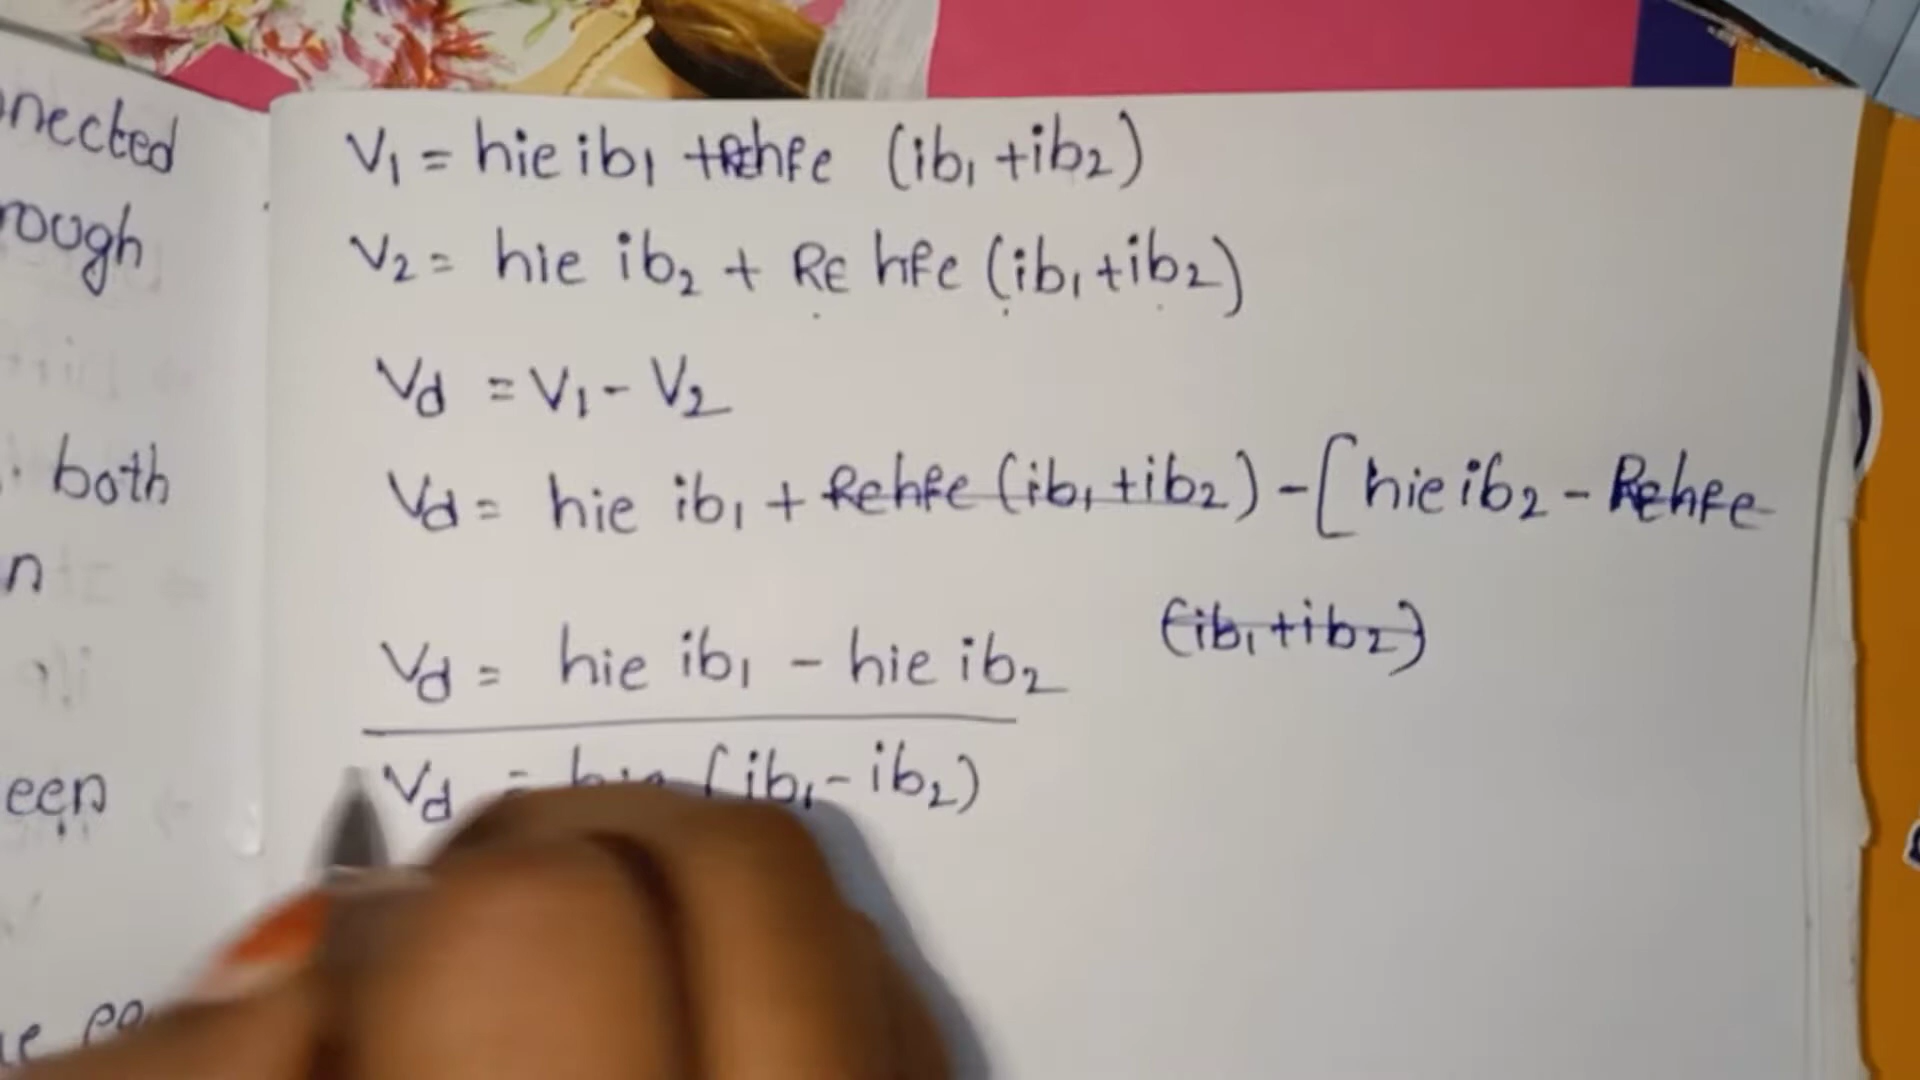 nected
rough
both
n
een
V1 = hie ib1 + Rehfe (ib1 + ib2)
V2 = hie ib2 + RE hfe (ib1 + ib2)
Vd = V1 - V2
Vd = hie ib1 + Rehfe (ib1 + ib2) - [hie ib2 - Rehfe
(ib1 + ib2)
Vd = hie ib1 - hie ib2
Vd = hie (ib1 - ib2)